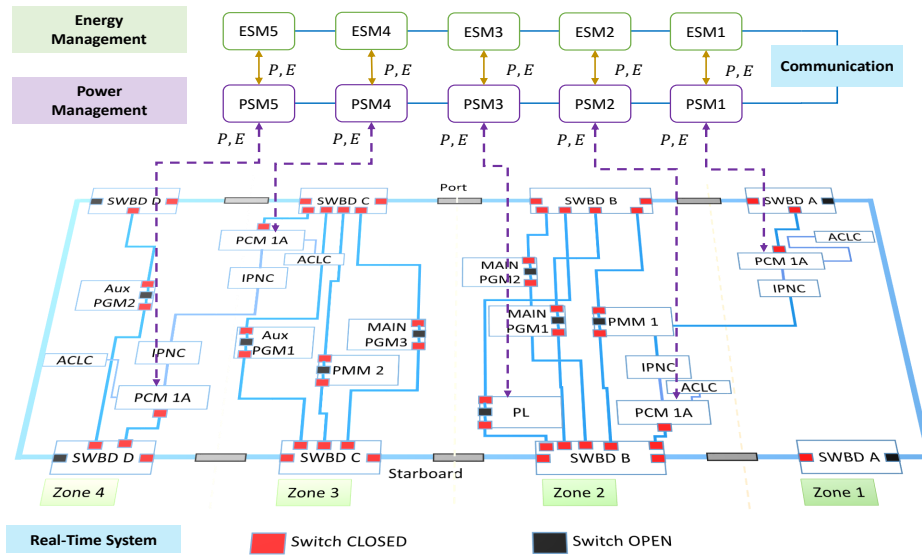 Energy
Management
ESM5
ESM4
ESM3
ESM2
ESM1
P, E
P, E
P, E
P, E
P, E
Communication
Power
Management
PSM5
PSM4
PSM3
PSM2
PSM1
P, E
P, E
P, E
P, E
P, E
Port
SWBD D
SWBD C
SWBD B
SWBD A
PCM 1A
ACLC
IPNC
ACLC
PCM 1A
IPNC
MAIN
PGM2
Aux
PGM2
MAIN
PGM1
PMM 1
Aux
PGM1
MAIN
PGM3
ACLC
IPNC
PMM 2
IPNC
ACLC
PCM 1A
PL
PCM 1A
SWBD D
SWBD C
SWBD B
SWBD A
Starboard
Zone 4
Zone 3
Zone 2
Zone 1
Real-Time System
Switch CLOSED
Switch OPEN